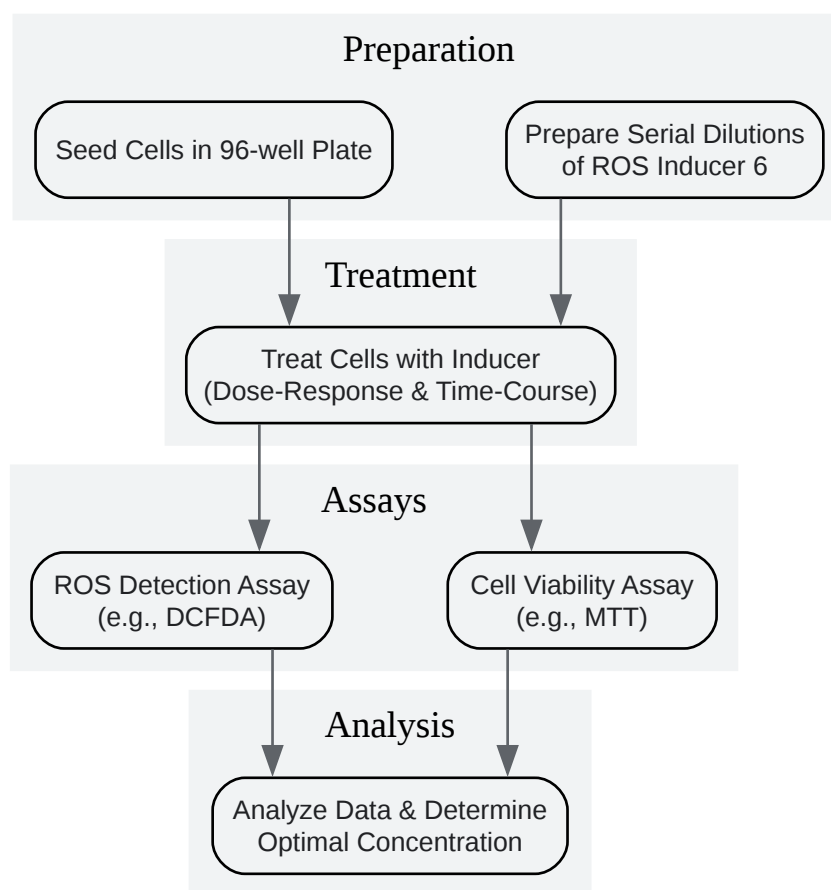 Preparation
Seed Cells in 96-well Plate
Prepare Serial Dilutions
of ROS Inducer 6
Treatment
Treat Cells with Inducer
(Dose-Response & Time-Course)
Assays
ROS Detection Assay
(e.g., DCFDA)
Cell Viability Assay
(e.g., MTT)
Analysis
Analyze Data & Determine
Optimal Concentration